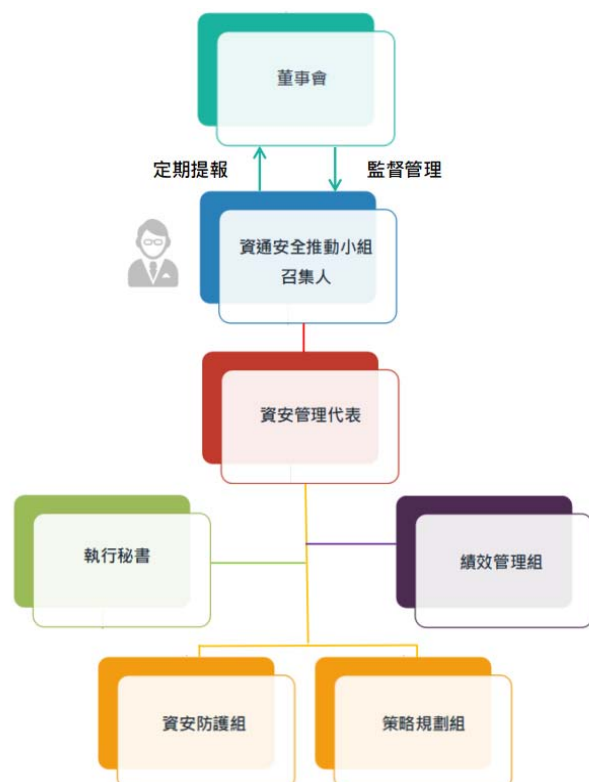 董事會
定期提報
監督管理
資通安全推動小組
召集人
資安管理代表
執行秘書
績效管理組
資安防護組
策略規劃組